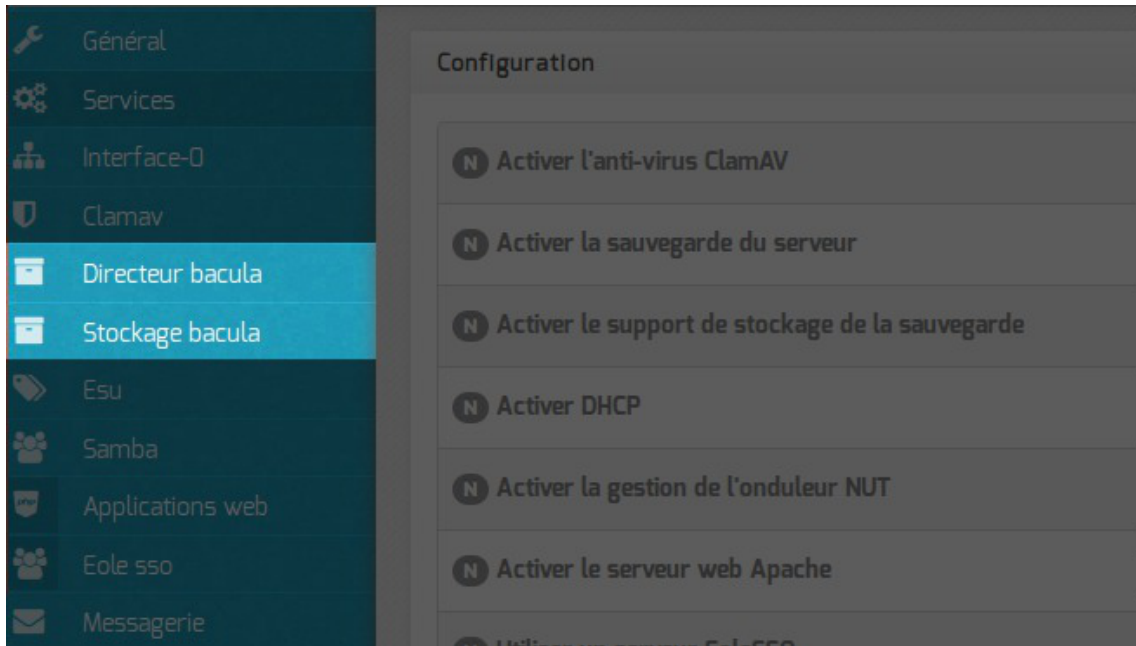 Général
Services
Interface-0
Clamav
Directeur bacula
Stockage bacula
Esu
Samba
Applications web
Eole sso
Messagerie
Configuration
N Activer l'anti-virus ClamAV
N Activer la sauvegarde du serveur
N Activer le support de stockage de la sauvegarde
N Activer DHCP
N Activer la gestion de l'onduleur NUT
N Activer le serveur web Apache